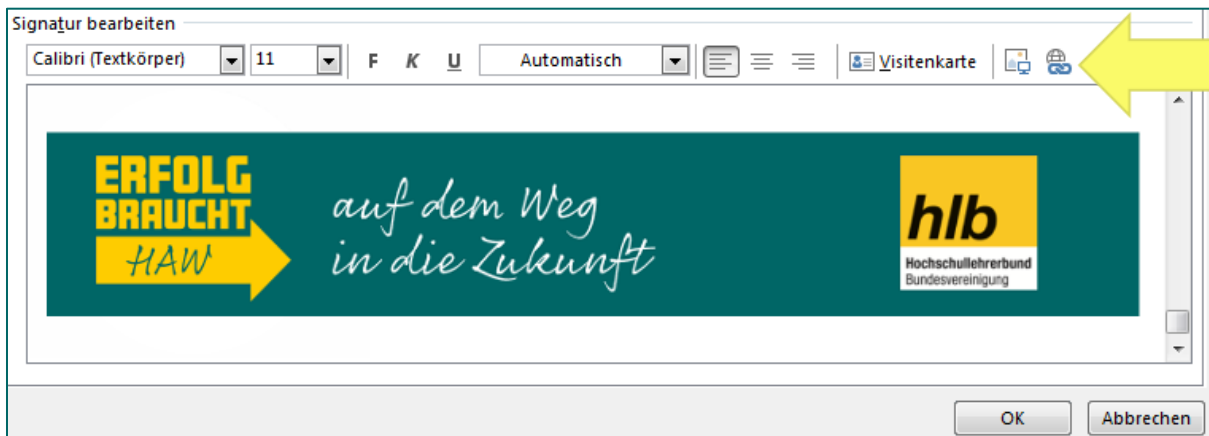 Signatur bearbeiten
Calibri (Textkörper) 11 F K U Automatisch Visitenkarte
ERFOLG
BRAUCHT
HAW
auf dem Weg
in die Zukunft
hlb
Hochschullehrerbund
Bundesvereinigung
OK Abbrechen